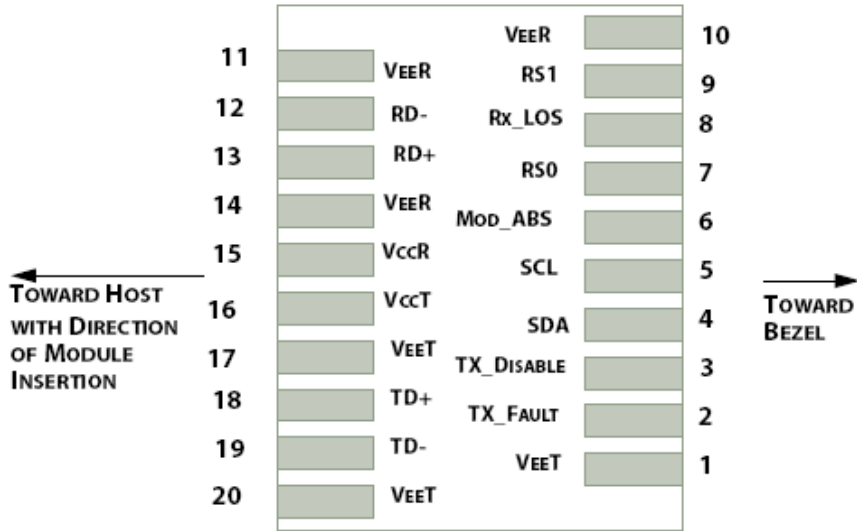 11 VEER
12 RD-
13 RD+
14 VEER
15 VCCR
16 VCCT
17 VEET
18 TD+
19 TD-
20 VEET
VEER 10
RS1 9
RX_LOS 8
RS0 7
MOD_ABS 6
SCL 5
SDA 4
TX_DISABLE 3
TX_FAULT 2
VEET 1
TOWARD HOST
WITH DIRECTION
OF MODULE
INSERTION
TOWARD
BEZEL